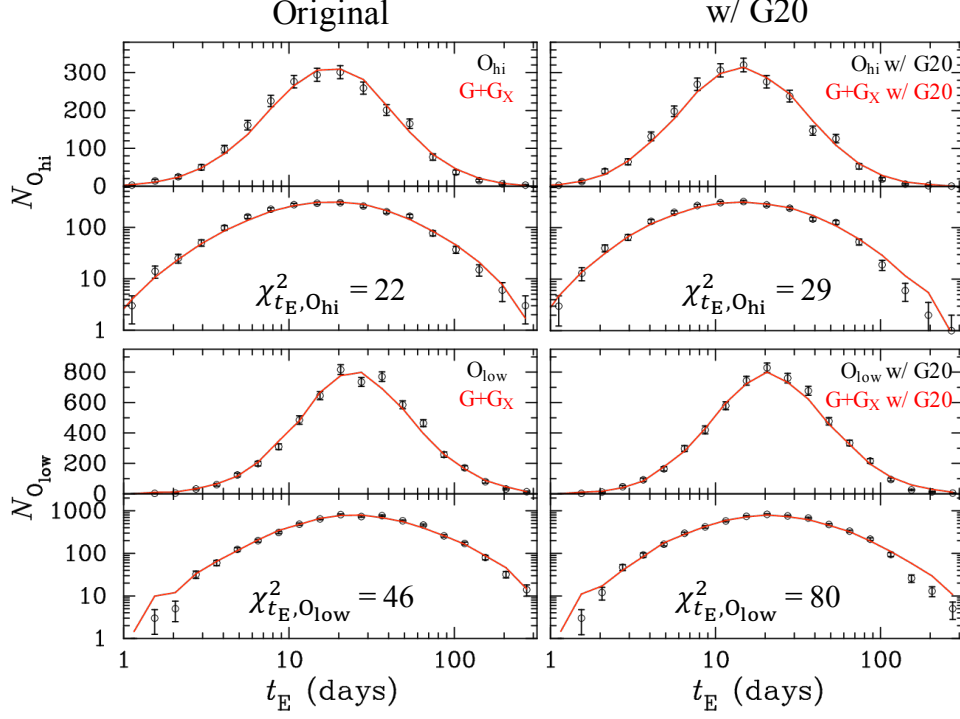 Original w/ G20
O_hi
G+G_X
O_hi w/ G20
G+G_X w/ G20
300
200
100
0
N_O_hi
100
10
1
χ²_t_E,O_hi = 22
χ²_t_E,O_hi = 29
O_low
G+G_X
O_low w/ G20
G+G_X w/ G20
800
600
400
200
0
N_O_low
1000
100
10
1
χ²_t_E,O_low = 46
χ²_t_E,O_low = 80
1 10 100 1 10 100
t_E (days) t_E (days)